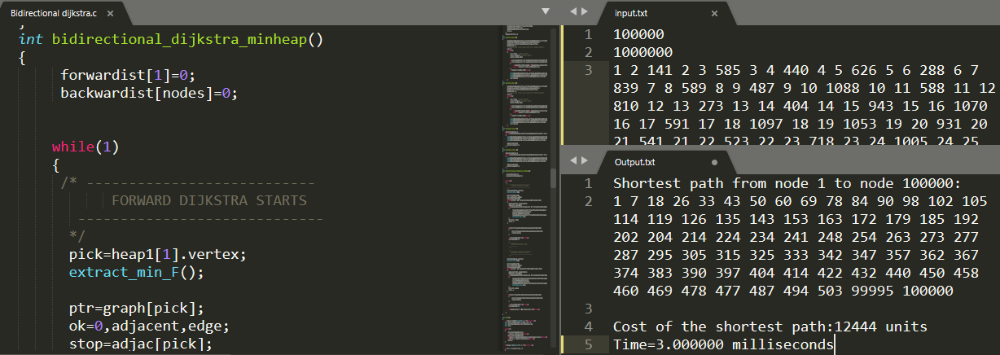 Bidirectional dijkstra.c ×
int bidirectional_dijkstra_minheap()
{
forwardist[1]=0;
backwardist[nodes]=0;
while(1)
{
/* ---------------------------
FORWARD DIJKSTRA STARTS
-----------------------------
*/
pick=heap1[1].vertex;
extract_min_F();
ptr=graph[pick];
ok=0,adjacent,edge;
stop=adjac[pick];
input.txt ×
1 100000
2 1000000
3 1 2 141 2 3 585 3 4 440 4 5 626 5 6 288 6 7
839 7 8 589 8 9 487 9 10 1088 10 11 588 11 12
810 12 13 273 13 14 404 14 15 943 15 16 1070
16 17 591 17 18 1097 18 19 1053 19 20 931 20
21 541 21 22 523 22 23 718 23 24 1005 24 25
Output.txt
1 Shortest path from node 1 to node 100000:
2 1 7 18 26 33 43 50 60 69 78 84 90 98 102 105
114 119 126 135 143 153 163 172 179 185 192
202 204 214 224 234 241 248 254 263 273 277
287 295 305 315 325 333 342 347 357 362 367
374 383 390 397 404 414 422 432 440 450 458
460 469 478 477 487 494 503 99995 100000
3
4 Cost of the shortest path:12444 units
5 Time=3.000000 milliseconds